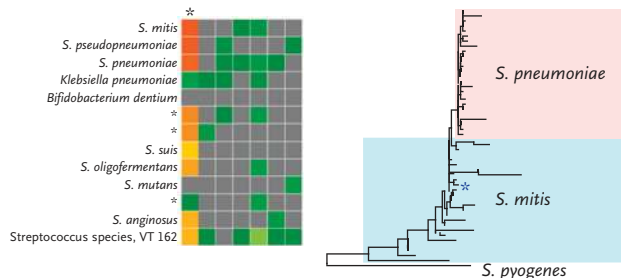 *
S. mitis
S. pseudopneumoniae
S. pneumoniae
Klebsiella pneumoniae
Bifidobacterium dentium
*
*
S. suis
S. oligofermentans
S. mutans
*
S. anginosus
Streptococcus species, VT 162
S. pneumoniae
*
S. mitis
S. pyogenes